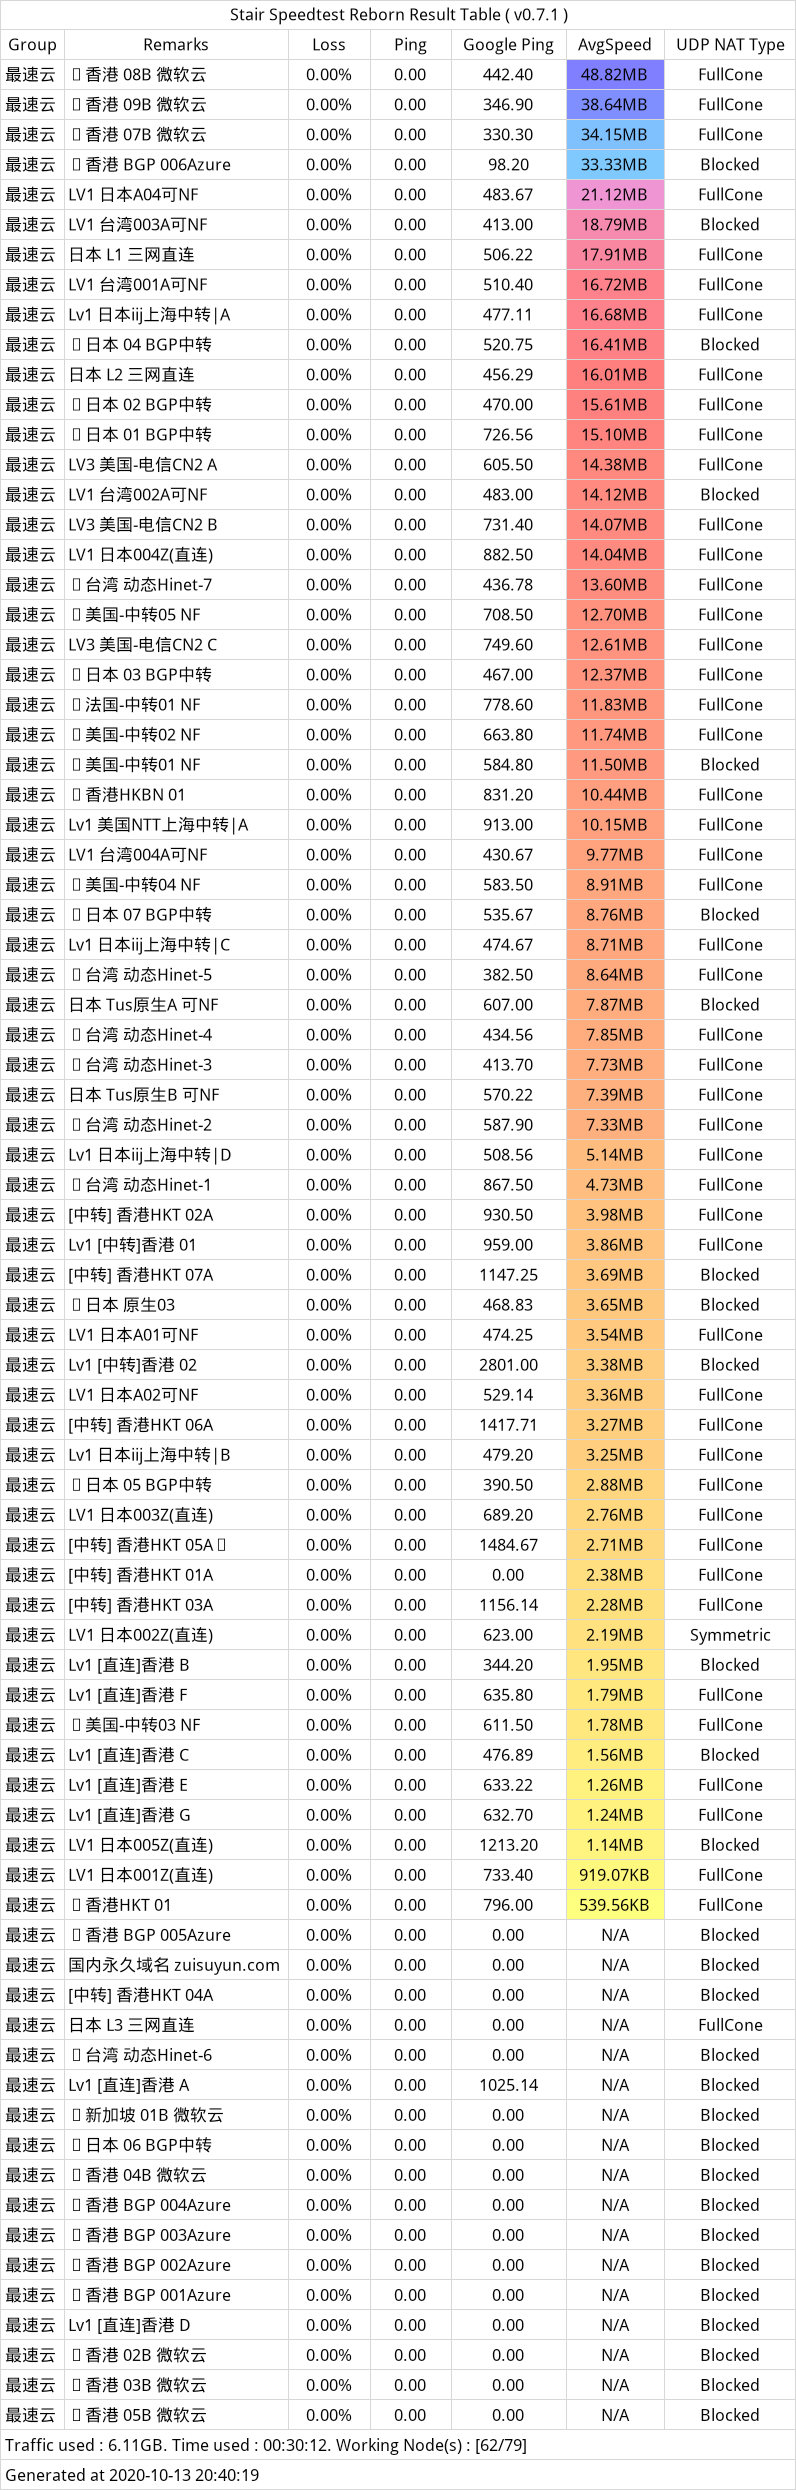 Stair Speedtest Reborn Result Table ( v0.7.1 )
Group Remarks Loss Ping Google Ping AvgSpeed UDP NAT Type
最速云 香港 08B 微软云 0.00% 0.00 442.40 48.82MB FullCone
最速云 香港 09B 微软云 0.00% 0.00 346.90 38.64MB FullCone
最速云 香港 07B 微软云 0.00% 0.00 330.30 34.15MB FullCone
最速云 香港 BGP 006Azure 0.00% 0.00 98.20 33.33MB Blocked
最速云 LV1 日本A04可NF 0.00% 0.00 483.67 21.12MB FullCone
最速云 LV1 台湾003A可NF 0.00% 0.00 413.00 18.79MB Blocked
最速云 日本 L1 三网直连 0.00% 0.00 506.22 17.91MB FullCone
最速云 LV1 台湾001A可NF 0.00% 0.00 510.40 16.72MB FullCone
最速云 Lv1 日本iij上海中转|A 0.00% 0.00 477.11 16.68MB FullCone
最速云 日本 04 BGP中转 0.00% 0.00 520.75 16.41MB Blocked
最速云 日本 L2 三网直连 0.00% 0.00 456.29 16.01MB FullCone
最速云 日本 02 BGP中转 0.00% 0.00 470.00 15.61MB FullCone
最速云 日本 01 BGP中转 0.00% 0.00 726.56 15.10MB FullCone
最速云 LV3 美国-电信CN2 A 0.00% 0.00 605.50 14.38MB FullCone
最速云 LV1 台湾002A可NF 0.00% 0.00 483.00 14.12MB Blocked
最速云 LV3 美国-电信CN2 B 0.00% 0.00 731.40 14.07MB FullCone
最速云 LV1 日本004Z(直连) 0.00% 0.00 882.50 14.04MB FullCone
最速云 台湾 动态Hinet-7 0.00% 0.00 436.78 13.60MB FullCone
最速云 美国-中转05 NF 0.00% 0.00 708.50 12.70MB FullCone
最速云 LV3 美国-电信CN2 C 0.00% 0.00 749.60 12.61MB FullCone
最速云 日本 03 BGP中转 0.00% 0.00 467.00 12.37MB FullCone
最速云 法国-中转01 NF 0.00% 0.00 778.60 11.83MB FullCone
最速云 美国-中转02 NF 0.00% 0.00 663.80 11.74MB FullCone
最速云 美国-中转01 NF 0.00% 0.00 584.80 11.50MB Blocked
最速云 香港HKBN 01 0.00% 0.00 831.20 10.44MB FullCone
最速云 Lv1 美国NTT上海中转|A 0.00% 0.00 913.00 10.15MB FullCone
最速云 LV1 台湾004A可NF 0.00% 0.00 430.67 9.77MB FullCone
最速云 美国-中转04 NF 0.00% 0.00 583.50 8.91MB FullCone
最速云 日本 07 BGP中转 0.00% 0.00 535.67 8.76MB Blocked
最速云 Lv1 日本iij上海中转|C 0.00% 0.00 474.67 8.71MB FullCone
最速云 台湾 动态Hinet-5 0.00% 0.00 382.50 8.64MB FullCone
最速云 日本 Tus原生A 可NF 0.00% 0.00 607.00 7.87MB Blocked
最速云 台湾 动态Hinet-4 0.00% 0.00 434.56 7.85MB FullCone
最速云 台湾 动态Hinet-3 0.00% 0.00 413.70 7.73MB FullCone
最速云 日本 Tus原生B 可NF 0.00% 0.00 570.22 7.39MB FullCone
最速云 台湾 动态Hinet-2 0.00% 0.00 587.90 7.33MB FullCone
最速云 Lv1 日本iij上海中转|D 0.00% 0.00 508.56 5.14MB FullCone
最速云 台湾 动态Hinet-1 0.00% 0.00 867.50 4.73MB FullCone
最速云 [中转] 香港HKT 02A 0.00% 0.00 930.50 3.98MB FullCone
最速云 Lv1 [中转]香港 01 0.00% 0.00 959.00 3.86MB FullCone
最速云 [中转] 香港HKT 07A 0.00% 0.00 1147.25 3.69MB Blocked
最速云 日本 原生03 0.00% 0.00 468.83 3.65MB Blocked
最速云 LV1 日本A01可NF 0.00% 0.00 474.25 3.54MB FullCone
最速云 Lv1 [中转]香港 02 0.00% 0.00 2801.00 3.38MB Blocked
最速云 LV1 日本A02可NF 0.00% 0.00 529.14 3.36MB FullCone
最速云 [中转] 香港HKT 06A 0.00% 0.00 1417.71 3.27MB FullCone
最速云 Lv1 日本iij上海中转|B 0.00% 0.00 479.20 3.25MB FullCone
最速云 日本 05 BGP中转 0.00% 0.00 390.50 2.88MB FullCone
最速云 LV1 日本003Z(直连) 0.00% 0.00 689.20 2.76MB FullCone
最速云 [中转] 香港HKT 05A 0.00% 0.00 1484.67 2.71MB FullCone
最速云 [中转] 香港HKT 01A 0.00% 0.00 0.00 2.38MB FullCone
最速云 [中转] 香港HKT 03A 0.00% 0.00 1156.14 2.28MB FullCone
最速云 LV1 日本002Z(直连) 0.00% 0.00 623.00 2.19MB Symmetric
最速云 Lv1 [直连]香港 B 0.00% 0.00 344.20 1.95MB Blocked
最速云 Lv1 [直连]香港 F 0.00% 0.00 635.80 1.79MB FullCone
最速云 美国-中转03 NF 0.00% 0.00 611.50 1.78MB FullCone
最速云 Lv1 [直连]香港 C 0.00% 0.00 476.89 1.56MB Blocked
最速云 Lv1 [直连]香港 E 0.00% 0.00 633.22 1.26MB FullCone
最速云 Lv1 [直连]香港 G 0.00% 0.00 632.70 1.24MB FullCone
最速云 LV1 日本005Z(直连) 0.00% 0.00 1213.20 1.14MB Blocked
最速云 LV1 日本001Z(直连) 0.00% 0.00 733.40 919.07KB FullCone
最速云 香港HKT 01 0.00% 0.00 796.00 539.56KB FullCone
最速云 香港 BGP 005Azure 0.00% 0.00 0.00 N/A Blocked
最速云 国内永久域名 zuisuyun.com 0.00% 0.00 0.00 N/A Blocked
最速云 [中转] 香港HKT 04A 0.00% 0.00 0.00 N/A Blocked
最速云 日本 L3 三网直连 0.00% 0.00 0.00 N/A FullCone
最速云 台湾 动态Hinet-6 0.00% 0.00 0.00 N/A Blocked
最速云 Lv1 [直连]香港 A 0.00% 0.00 1025.14 N/A Blocked
最速云 新加坡 01B 微软云 0.00% 0.00 0.00 N/A Blocked
最速云 日本 06 BGP中转 0.00% 0.00 0.00 N/A Blocked
最速云 香港 04B 微软云 0.00% 0.00 0.00 N/A Blocked
最速云 香港 BGP 004Azure 0.00% 0.00 0.00 N/A Blocked
最速云 香港 BGP 003Azure 0.00% 0.00 0.00 N/A Blocked
最速云 香港 BGP 002Azure 0.00% 0.00 0.00 N/A Blocked
最速云 香港 BGP 001Azure 0.00% 0.00 0.00 N/A Blocked
最速云 Lv1 [直连]香港 D 0.00% 0.00 0.00 N/A Blocked
最速云 香港 02B 微软云 0.00% 0.00 0.00 N/A Blocked
最速云 香港 03B 微软云 0.00% 0.00 0.00 N/A Blocked
最速云 香港 05B 微软云 0.00% 0.00 0.00 N/A Blocked
Traffic used : 6.11GB. Time used : 00:30:12. Working Node(s) : [62/79]
Generated at 2020-10-13 20:40:19